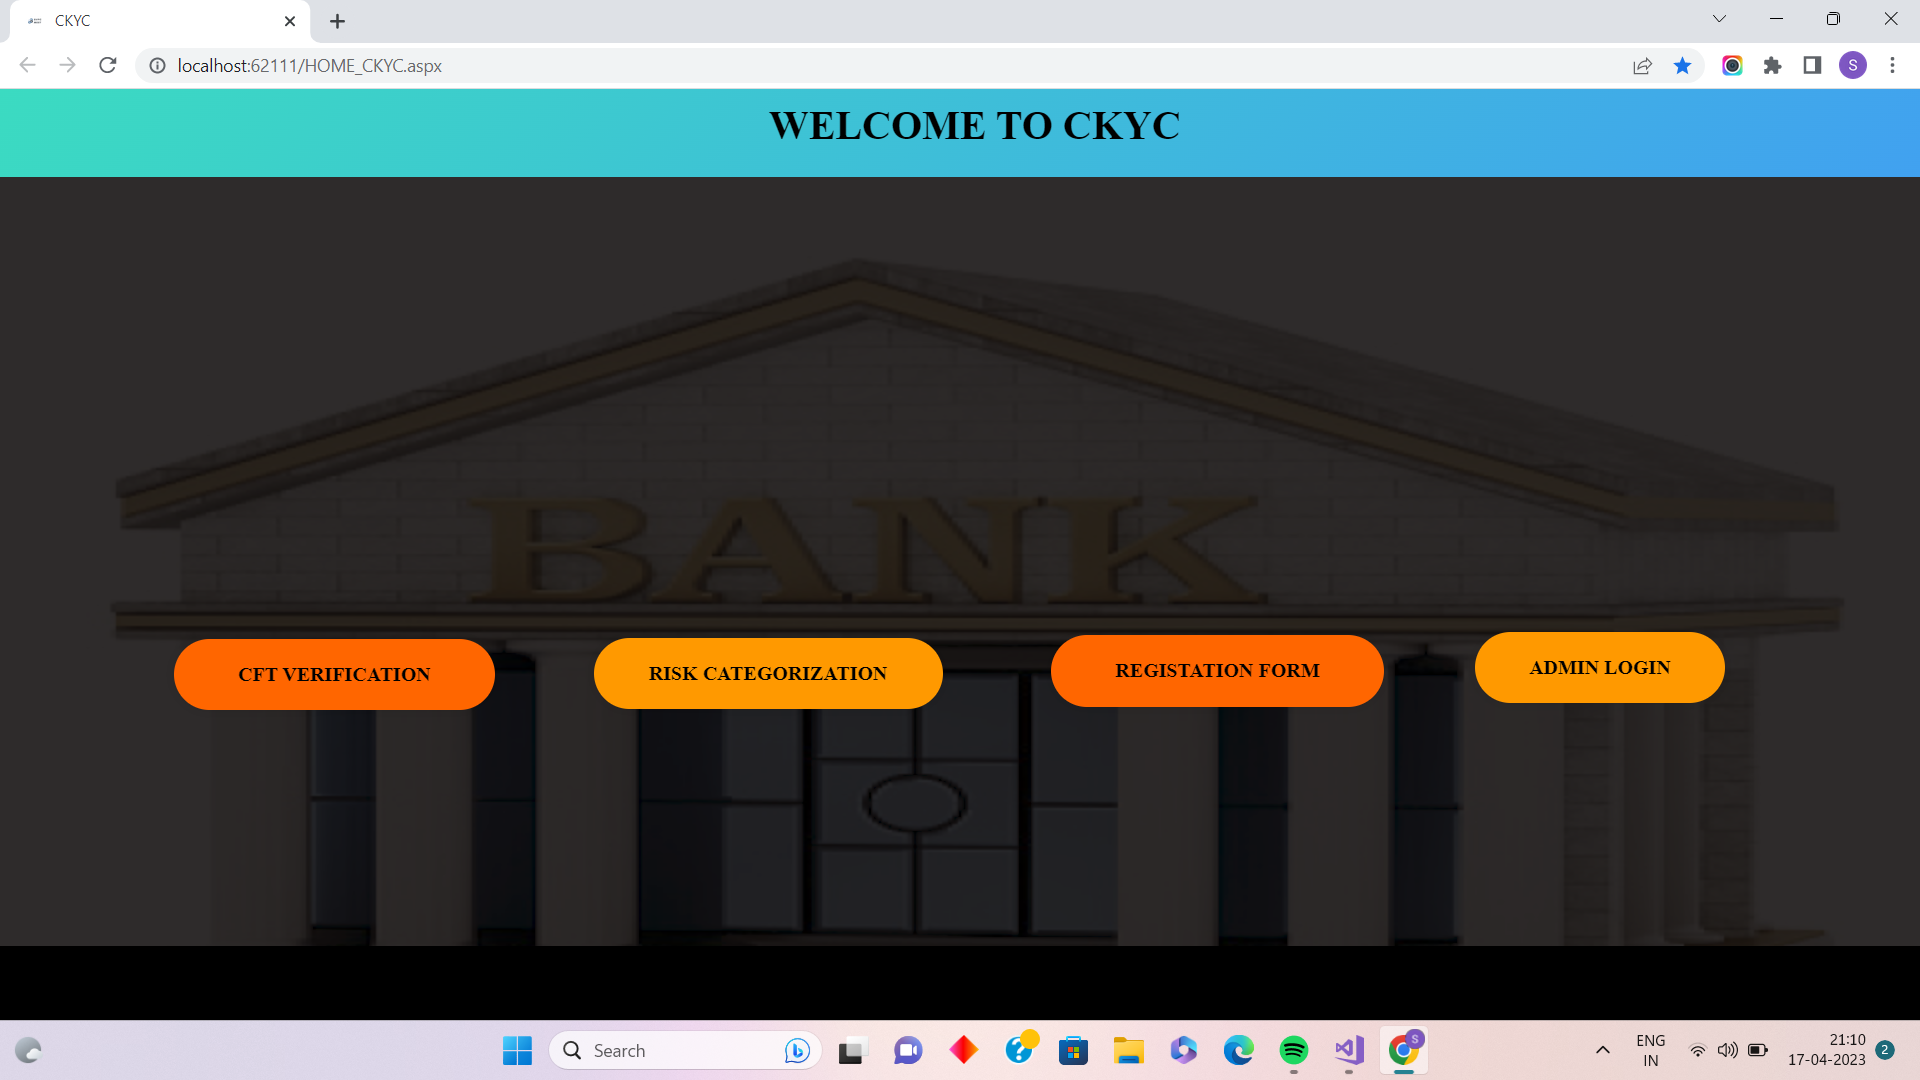 CKYC
localhost:62111/HOME_CKYC.aspx
S
WELCOME TO CKYC
BANK
CFT VERIFICATION
RISK CATEGORIZATION
REGISTATION FORM
ADMIN LOGIN
Search
S
ENG
IN
21:10
17-04-2023
2